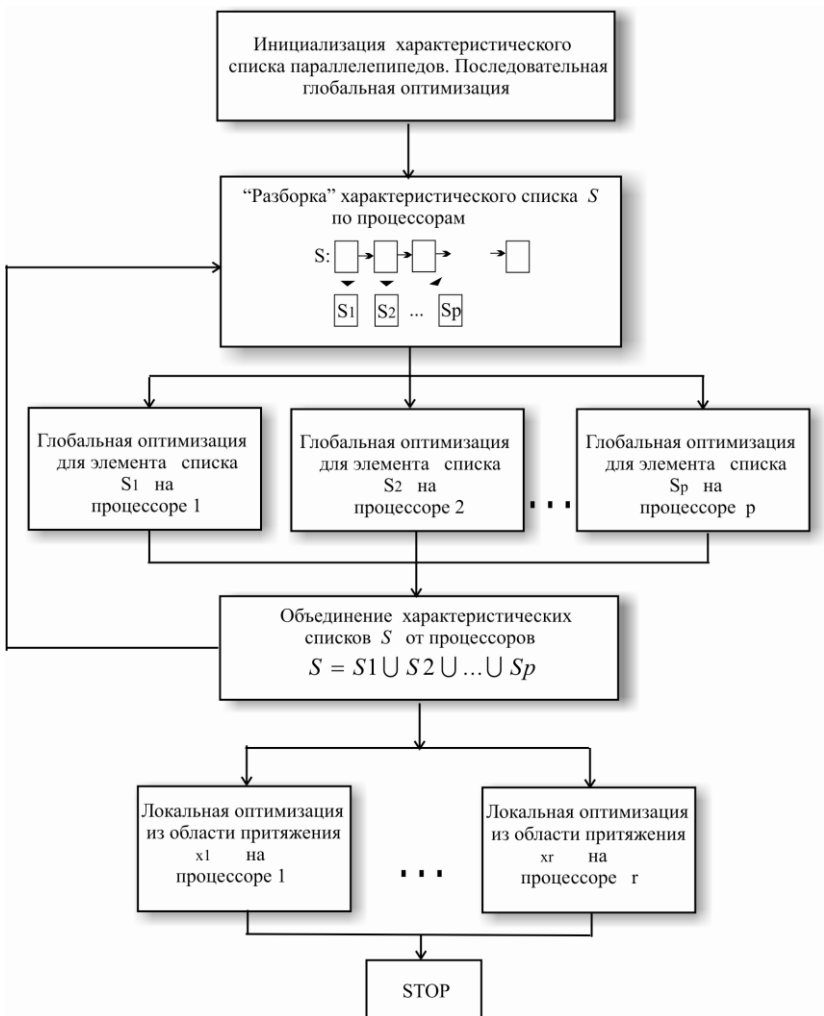 Инициализация характеристического
списка параллелепипедов. Последовательная
глобальная оптимизация
“Разборка” характеристического списка S
по процессорам
S:
S1 S2 ... Sp
Глобальная оптимизация
для элемента списка
S1 на
процессоре 1
Глобальная оптимизация
для элемента списка
S2 на
процессоре 2
...
Глобальная оптимизация
для элемента списка
Sp на
процессоре p
Объединение характеристических
списков S от процессоров
S = S1 ∪ S2 ∪ ... ∪ Sp
Локальная оптимизация
из области притяжения
x1 на
процессоре 1
...
Локальная оптимизация
из области притяжения
xr на
процессоре r
STOP